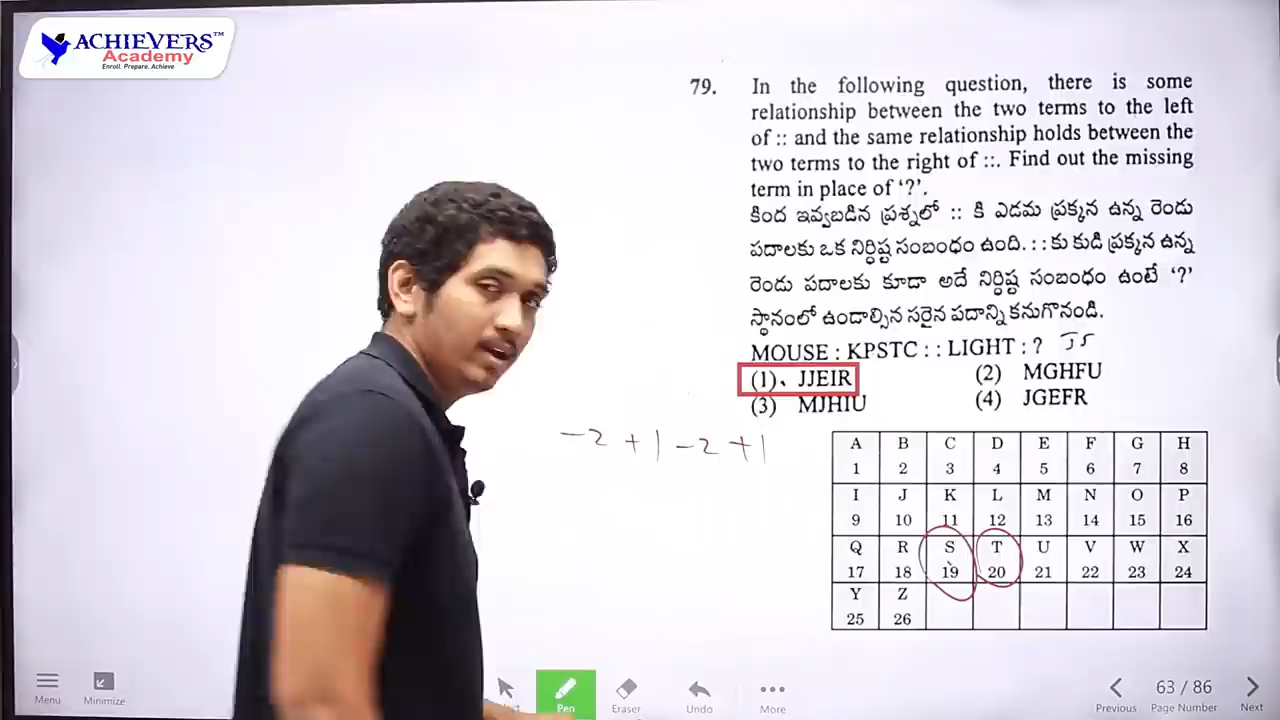 ACHIEVERS™
Academy
Enroll. Prepare. Achieve
79. In the following question, there is some
relationship between the two terms to the left
of :: and the same relationship holds between the
two terms to the right of ::. Find out the missing
term in place of ‘?’.
కింద ఇవ్వబడిన ప్రశ్నలో :: కి ఎడమ ప్రక్కన ఉన్న రెండు
పదాలకు ఒక నిర్ధిష్ట సంబంధం ఉంది. :: కు కుడి ప్రక్కన ఉన్న
రెండు పదాలకు కూడా అదే నిర్ధిష్ట సంబంధం ఉంటే ‘?’
స్థానంలో ఉండాల్సిన సరైన పదాన్ని కనుగొనండి.
MOUSE : KPSTC : : LIGHT : ?
(1) JJEIR (2) MGHFU
(3) MJHIU (4) JGEFR
-2 +1 -2 +1
A B C D E F G H
1 2 3 4 5 6 7 8
I J K L M N O P
9 10 11 12 13 14 15 16
Q R S T U V W X
17 18 19 20 21 22 23 24
Y Z
25 26
Menu Minimize Pen Eraser Undo More Previous 63 / 86 Page Number Next